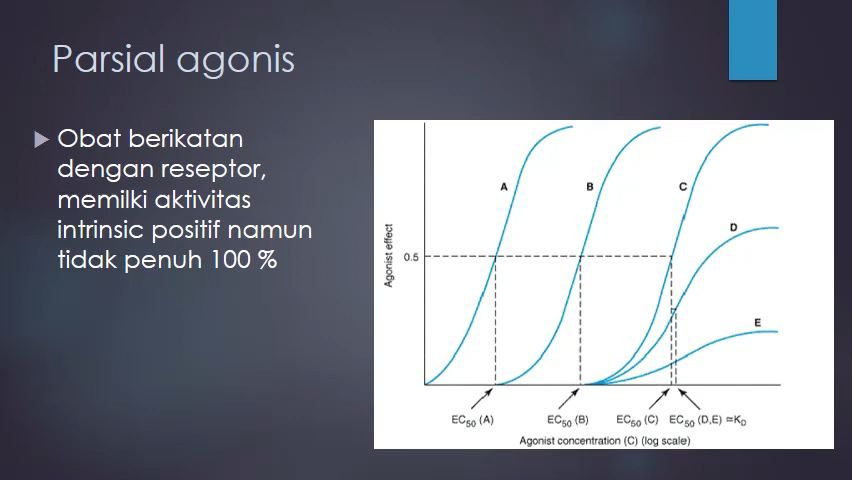 Parsial agonis
Obat berikatan
dengan reseptor,
memilki aktivitas
intrinsic positif namun
tidak penuh 100 %
A
B
C
D
E
Agonist effect
0.5
EC50 (A)
EC50 (B)
EC50 (C)
EC50 (D,E) ≅KD
Agonist concentration (C) (log scale)